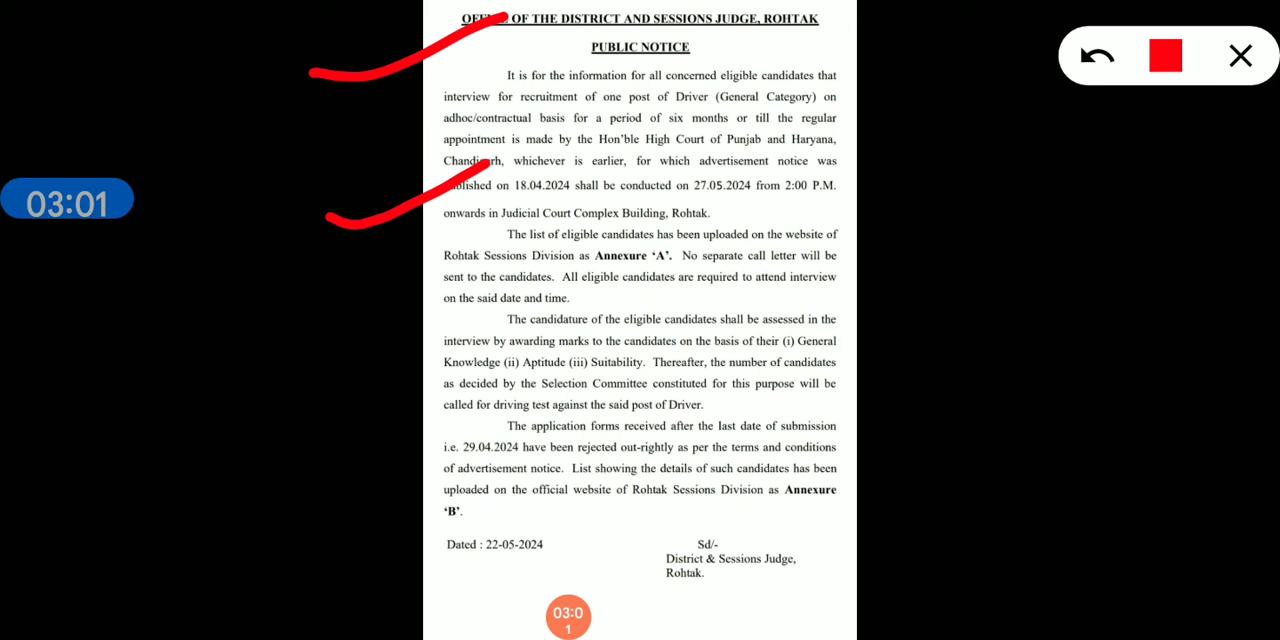 OFFICE OF THE DISTRICT AND SESSIONS JUDGE, ROHTAK
PUBLIC NOTICE
It is for the information for all concerned eligible candidates that
interview for recruitment of one post of Driver (General Category) on
adhoc/contractual basis for a period of six months or till the regular
appointment is made by the Hon’ble High Court of Punjab and Haryana,
Chandigarh, whichever is earlier, for which advertisement notice was
published on 18.04.2024 shall be conducted on 27.05.2024 from 2:00 P.M.
03:01
onwards in Judicial Court Complex Building, Rohtak.
The list of eligible candidates has been uploaded on the website of
Rohtak Sessions Division as Annexure ‘A’. No separate call letter will be
sent to the candidates. All eligible candidates are required to attend interview
on the said date and time.
The candidature of the eligible candidates shall be assessed in the
interview by awarding marks to the candidates on the basis of their (i) General
Knowledge (ii) Aptitude (iii) Suitability. Thereafter, the number of candidates
as decided by the Selection Committee constituted for this purpose will be
called for driving test against the said post of Driver.
The application forms received after the last date of submission
i.e. 29.04.2024 have been rejected out-rightly as per the terms and conditions
of advertisement notice. List showing the details of such candidates has been
uploaded on the official website of Rohtak Sessions Division as Annexure
‘B’.
Dated : 22-05-2024
Sd/-
District & Sessions Judge,
Rohtak.
03:0
1